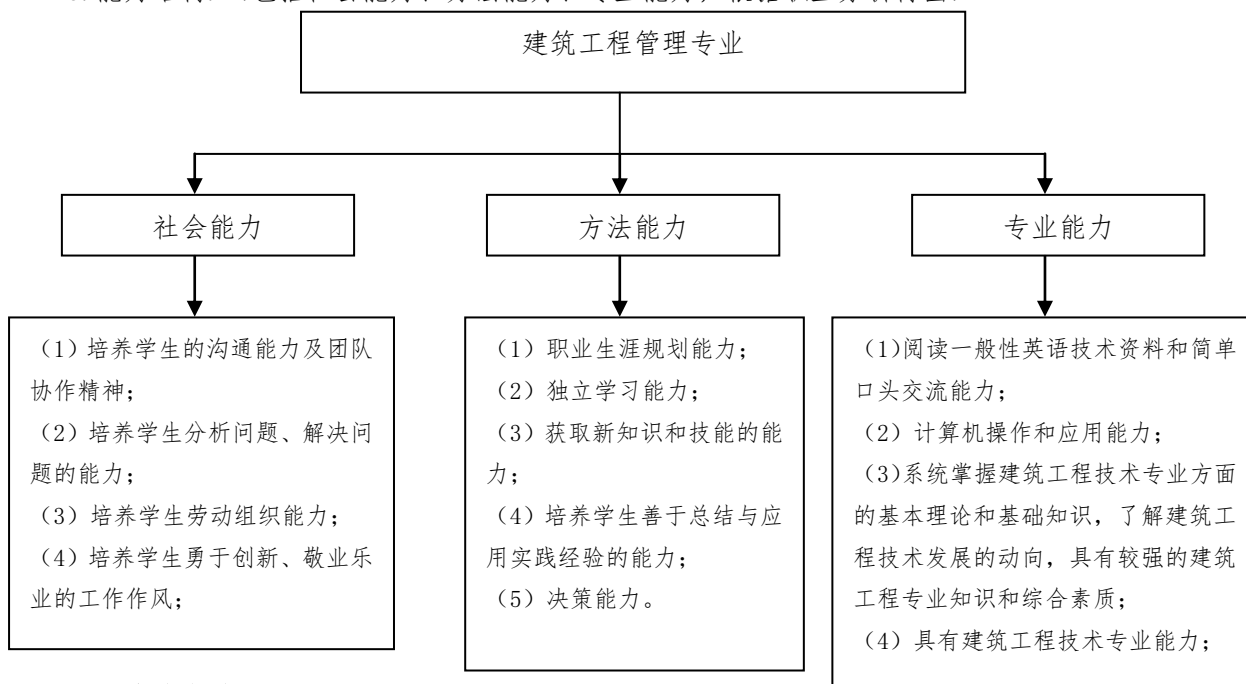 建筑工程管理专业
社会能力
方法能力
专业能力
（1）培养学生的沟通能力及团队
协作精神；
（2）培养学生分析问题、解决问
题的能力；
（3）培养学生劳动组织能力；
（4）培养学生勇于创新、敬业乐
业的工作作风；
（1）职业生涯规划能力；
（2）独立学习能力；
（3）获取新知识和技能的能
力；
（4）培养学生善于总结与应
用实践经验的能力；
（5）决策能力。
（1）阅读一般性英语技术资料和简单
口头交流能力；
（2）计算机操作和应用能力；
（3）系统掌握建筑工程技术专业方面
的基本理论和基础知识，了解建筑工
程技术发展的动向，具有较强的建筑
工程专业知识和综合素质；
（4）具有建筑工程技术专业能力；